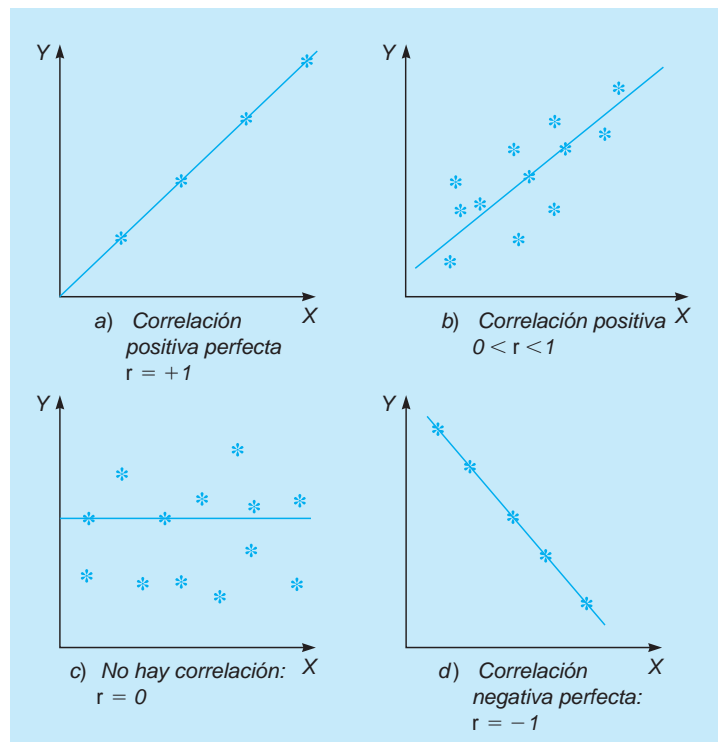 Y
X
a) Correlación
positiva perfecta
r = +1
Y
X
b) Correlación positiva
0 < r < 1
Y
X
c) No hay correlación:
r = 0
Y
X
d) Correlación
negativa perfecta:
r = −1